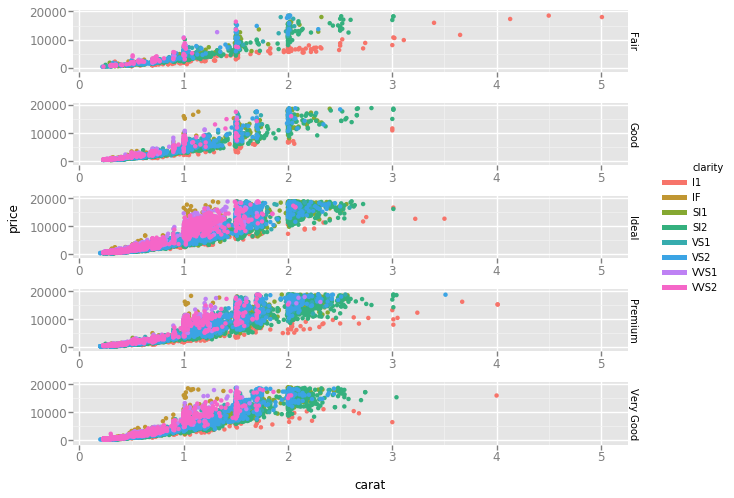 20000
10000
0
0 1 2 3 4 5
Fair
20000
10000
0
0 1 2 3 4 5
Good
price
20000
10000
0
0 1 2 3 4 5
Ideal
20000
10000
0
0 1 2 3 4 5
Premium
20000
10000
0
0 1 2 3 4 5
Very Good
carat
clarity
I1
IF
SI1
SI2
VS1
VS2
VVS1
VVS2